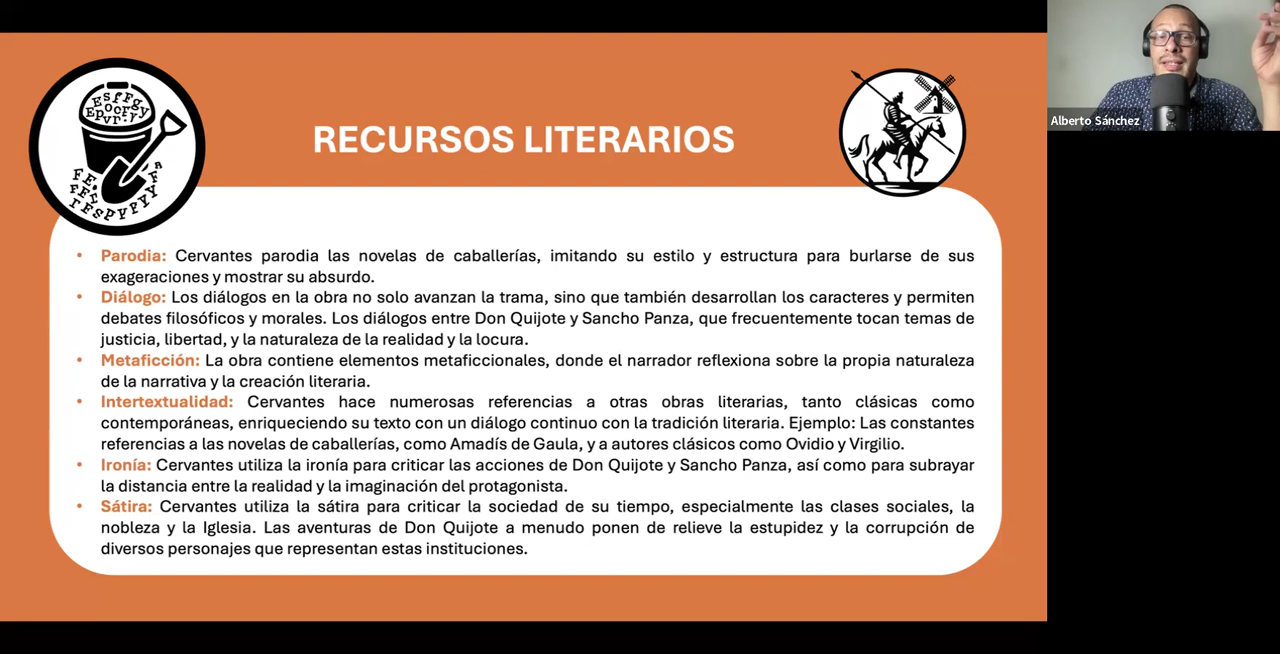 RECURSOS LITERARIOS
Alberto Sánchez
• Parodia: Cervantes parodia las novelas de caballerías, imitando su estilo y estructura para burlarse de sus
exageraciones y mostrar su absurdo.
• Diálogo: Los diálogos en la obra no solo avanzan la trama, sino que también desarrollan los caracteres y permiten
debates filosóficos y morales. Los diálogos entre Don Quijote y Sancho Panza, que frecuentemente tocan temas de
justicia, libertad, y la naturaleza de la realidad y la locura.
• Metaficción: La obra contiene elementos metaficcionales, donde el narrador reflexiona sobre la propia naturaleza
de la narrativa y la creación literaria.
• Intertextualidad: Cervantes hace numerosas referencias a otras obras literarias, tanto clásicas como
contemporáneas, enriqueciendo su texto con un diálogo continuo con la tradición literaria. Ejemplo: Las constantes
referencias a las novelas de caballerías, como Amadís de Gaula, y a autores clásicos como Ovidio y Virgilio.
• Ironía: Cervantes utiliza la ironía para criticar las acciones de Don Quijote y Sancho Panza, así como para subrayar
la distancia entre la realidad y la imaginación del protagonista.
• Sátira: Cervantes utiliza la sátira para criticar la sociedad de su tiempo, especialmente las clases sociales, la
nobleza y la Iglesia. Las aventuras de Don Quijote a menudo ponen de relieve la estupidez y la corrupción de
diversos personajes que representan estas instituciones.